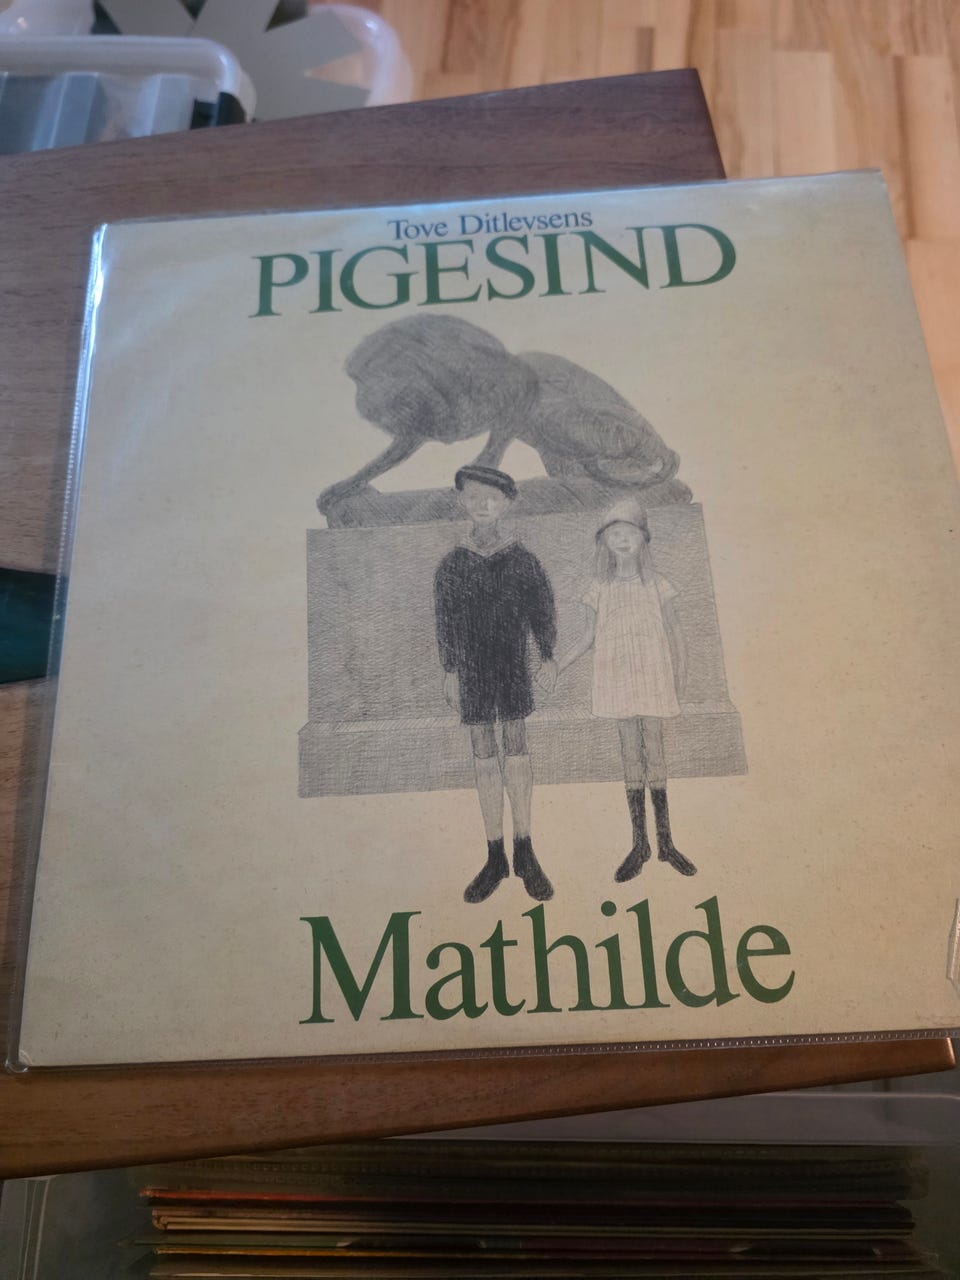 Tove Ditlevsens
PIGESIND
Mathilde